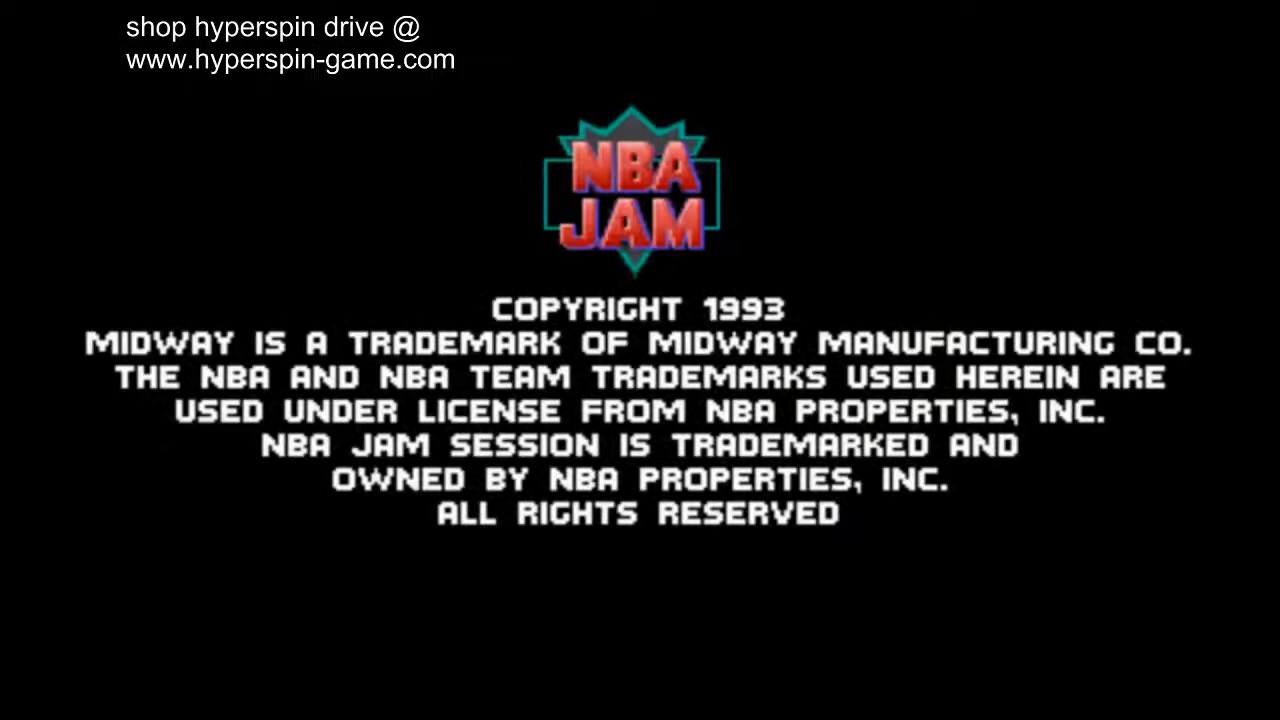 shop hyperspin drive @
www.hyperspin-game.com
NBA
JAM
COPYRIGHT 1993
MIDWAY IS A TRADEMARK OF MIDWAY MANUFACTURING CO.
THE NBA AND NBA TEAM TRADEMARKS USED HEREIN ARE
USED UNDER LICENSE FROM NBA PROPERTIES, INC.
NBA JAM SESSION IS TRADEMARKED AND
OWNED BY NBA PROPERTIES, INC.
ALL RIGHTS RESERVED